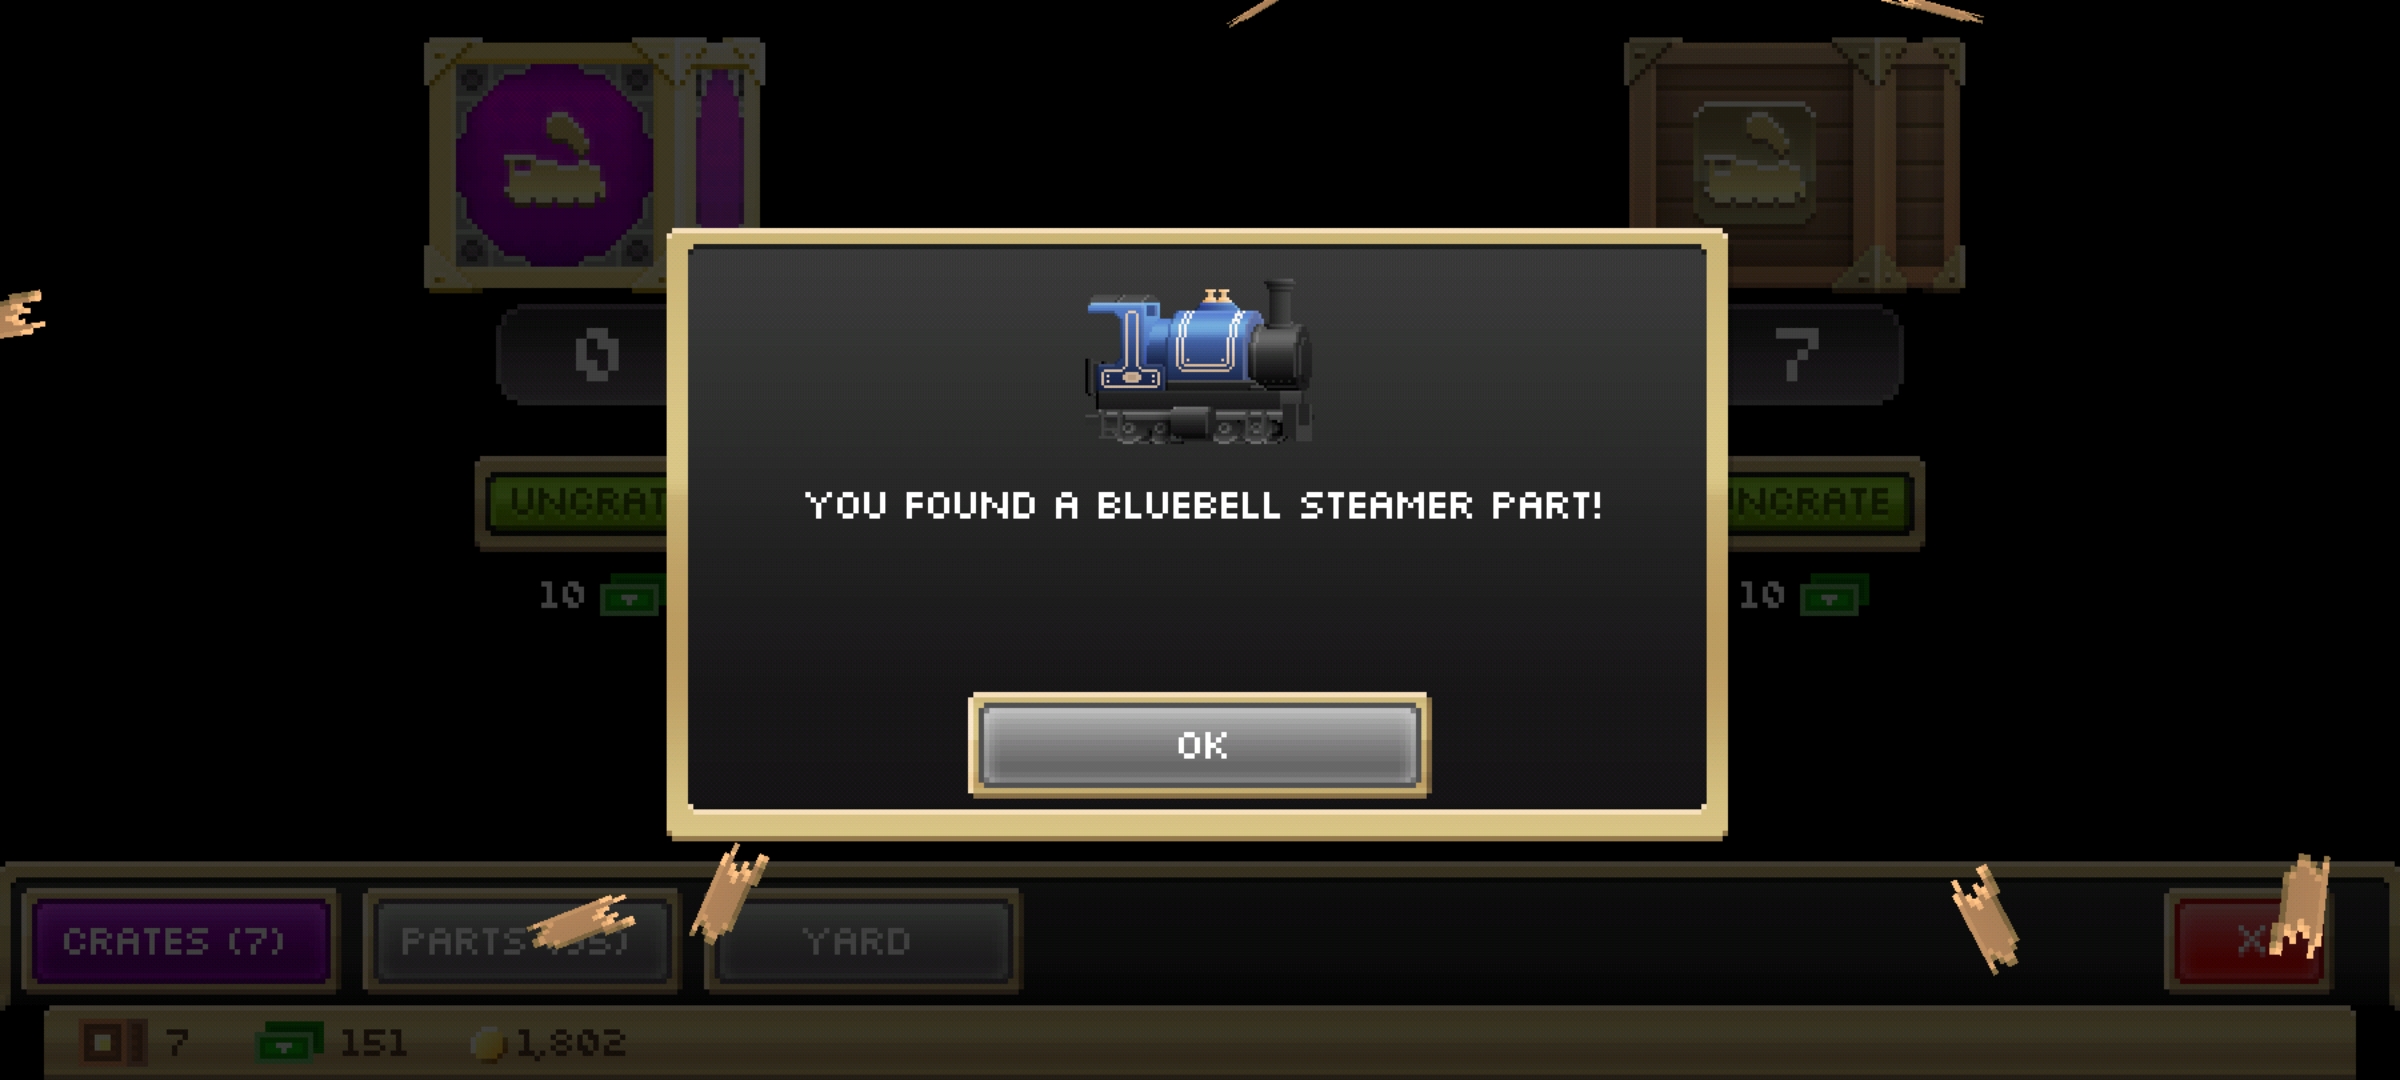 0
7
UNCRAT
NCRATE
10
10
YOU FOUND A BLUEBELL STEAMER PART!
OK
CRATES (7)
PARTS
YARD
X
7
151
1,802